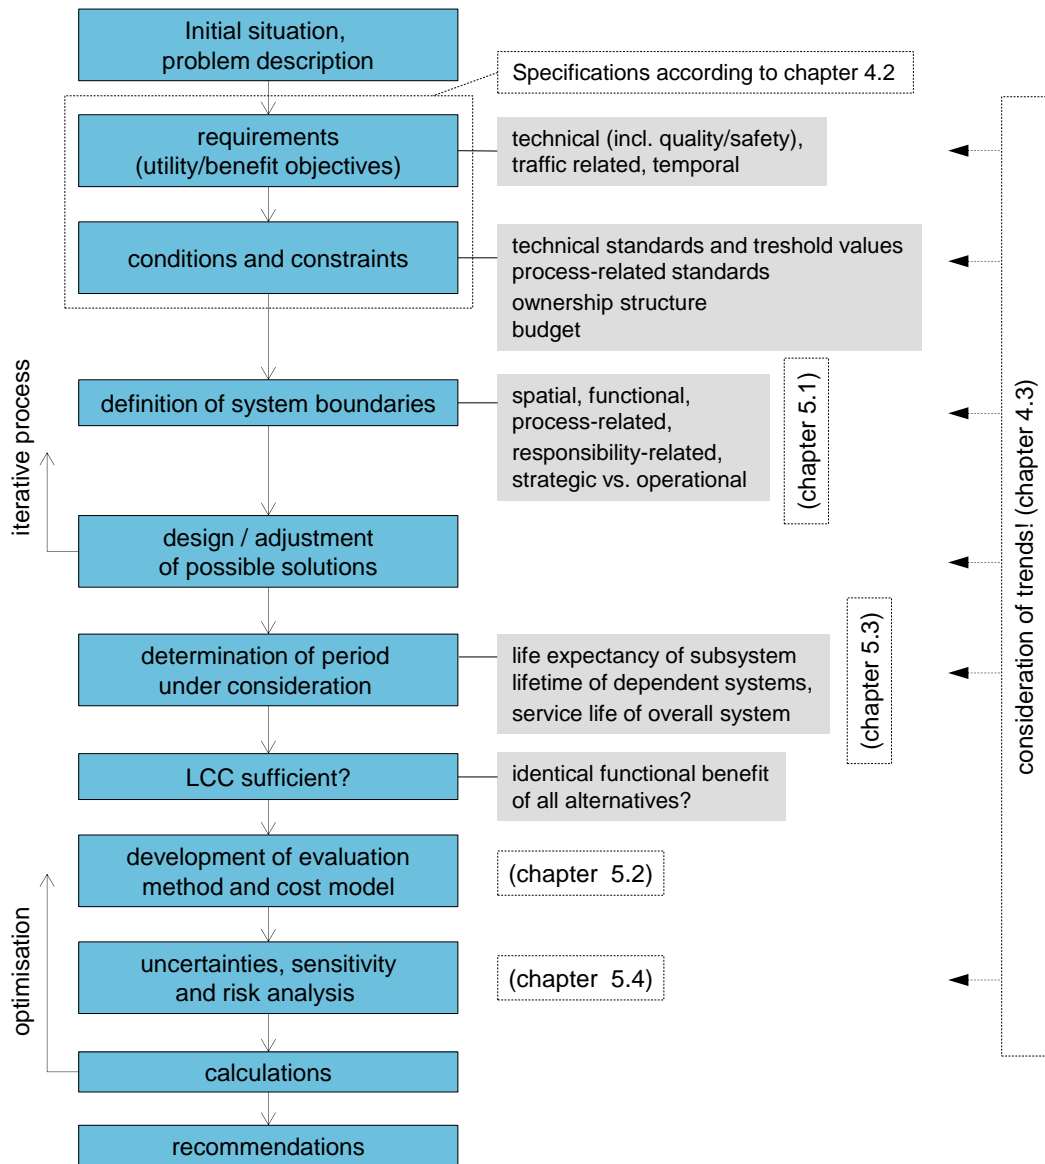 Initial situation,
problem description
Specifications according to chapter 4.2
requirements
(utility/benefit objectives)
technical (incl. quality/safety),
traffic related, temporal
conditions and constraints
technical standards and treshold values
process-related standards
ownership structure
budget
definition of system boundaries
spatial, functional,
process-related,
responsibility-related,
strategic vs. operational
(chapter 5.1)
iterative process
design / adjustment
of possible solutions
determination of period
under consideration
life expectancy of subsystem
lifetime of dependent systems,
service life of overall system
(chapter 5.3)
consideration of trends! (chapter 4.3)
LCC sufficient?
identical functional benefit
of all alternatives?
development of evaluation
method and cost model
(chapter 5.2)
optimisation
uncertainties, sensitivity
and risk analysis
(chapter 5.4)
calculations
recommendations